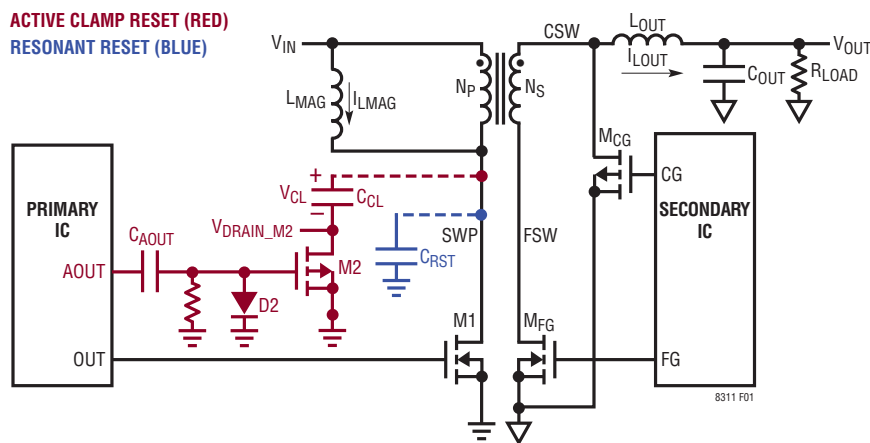 ACTIVE CLAMP RESET (RED)
RESONANT RESET (BLUE)
VIN
CSW
LOUT
ILOUT
VOUT
COUT
RLOAD
LMAG
ILMAG
NP
NS
MCG
CG
PRIMARY
IC
SECONDARY
IC
+
VCL
CCL
−
VDRAIN_M2
CAOUT
AOUT
M2
D2
SWP
CRST
FSW
M1
MFG
OUT
FG
8311 F01